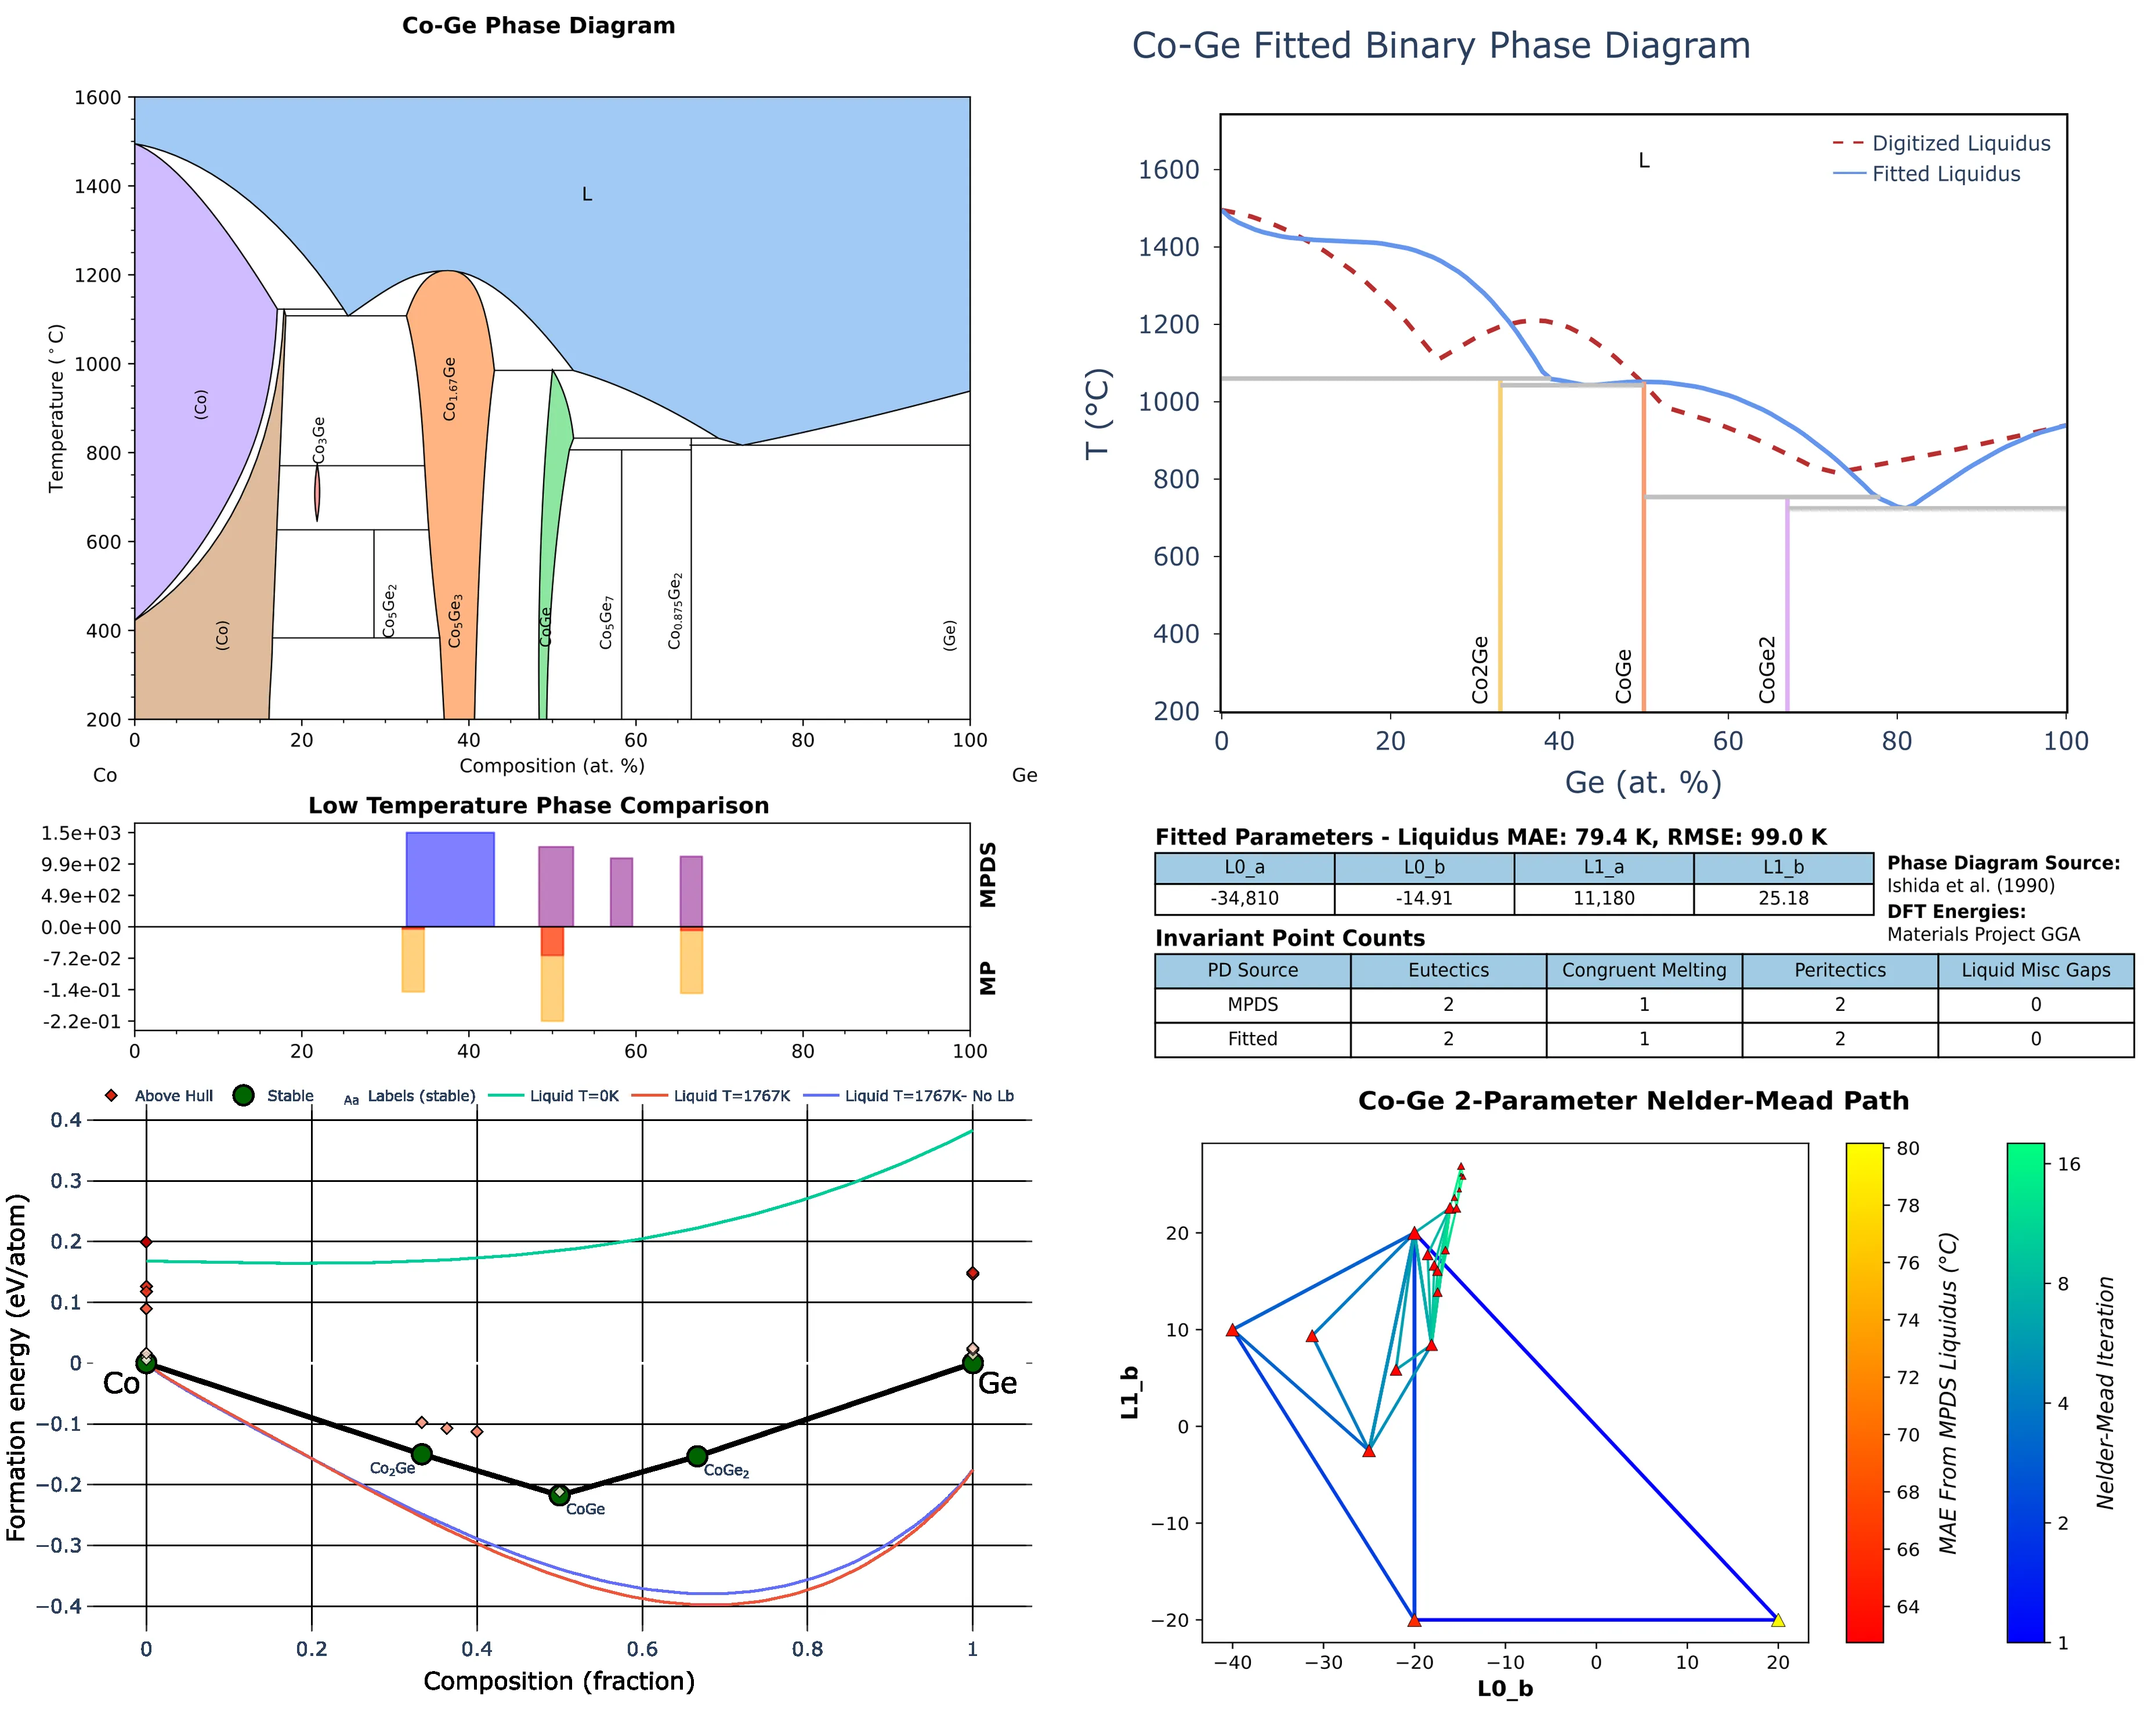 Co-Ge Phase Diagram
1600
1400
1200
1000
800
600
400
200
Temperature (°C)
L
(Co)
(Co)
Co3Ge
Co5Ge2
Co1.67Ge
Co5Ge3
CoGe
Co5Ge7
Co0.875Ge2
(Ge)
0 20 40 60 80 100
Composition (at. %)
Co Ge
Co-Ge Fitted Binary Phase Diagram
Digitized Liquidus
Fitted Liquidus
L
1600
1400
1200
1000
800
600
400
200
T (°C)
Co2Ge
CoGe
CoGe2
0 20 40 60 80 100
Ge (at. %)
Low Temperature Phase Comparison
1.5e+03
9.9e+02
4.9e+02
0.0e+00
-7.2e-02
-1.4e-01
-2.2e-01
MPDS
MP
0 20 40 60 80 100
Fitted Parameters - Liquidus MAE: 79.4 K, RMSE: 99.0 K
L0_a L0_b L1_a L1_b
-34,810 -14.91 11,180 25.18
Phase Diagram Source:
Ishida et al. (1990)
DFT Energies:
Materials Project GGA
Invariant Point Counts
PD Source Eutectics Congruent Melting Peritectics Liquid Misc Gaps
MPDS 2 1 2 0
Fitted 2 1 2 0
Above Hull Stable Aa Labels (stable) Liquid T=0K Liquid T=1767K Liquid T=1767K- No Lb
0.4
0.3
0.2
0.1
0
−0.1
−0.2
−0.3
−0.4
Formation energy (eV/atom)
Co
Co2Ge
CoGe
CoGe2
Ge
0 0.2 0.4 0.6 0.8 1
Composition (fraction)
Co-Ge 2-Parameter Nelder-Mead Path
20
10
0
−10
−20
L1_b
−40 −30 −20 −10 0 10 20
L0_b
80
78
76
74
72
70
68
66
64
MAE From MPDS Liquidus (°C)
16
8
4
2
1
Nelder-Mead Iteration